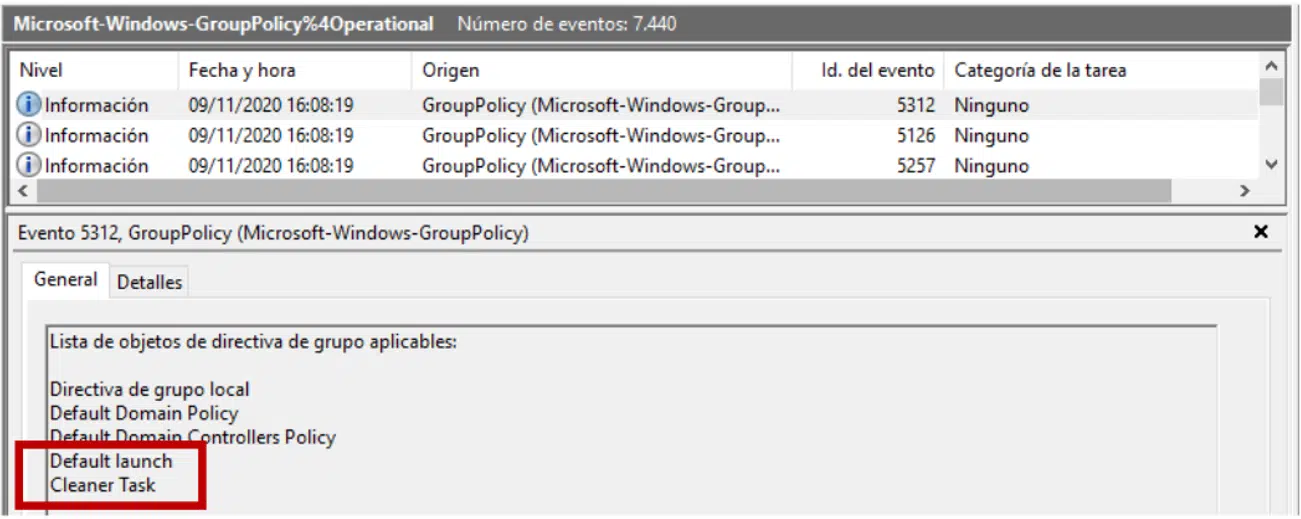 Microsoft-Windows-GroupPolicy%4Operational Número de eventos: 7.440
Nivel Fecha y hora Origen Id. del evento Categoría de la tarea
Información 09/11/2020 16:08:19 GroupPolicy (Microsoft-Windows-Group... 5312 Ninguno
Información 09/11/2020 16:08:19 GroupPolicy (Microsoft-Windows-Group... 5126 Ninguno
Información 09/11/2020 16:08:19 GroupPolicy (Microsoft-Windows-Group... 5257 Ninguno
Evento 5312, GroupPolicy (Microsoft-Windows-GroupPolicy)
General Detalles
Lista de objetos de directiva de grupo aplicables:
Directiva de grupo local
Default Domain Policy
Default Domain Controllers Policy
Default launch
Cleaner Task